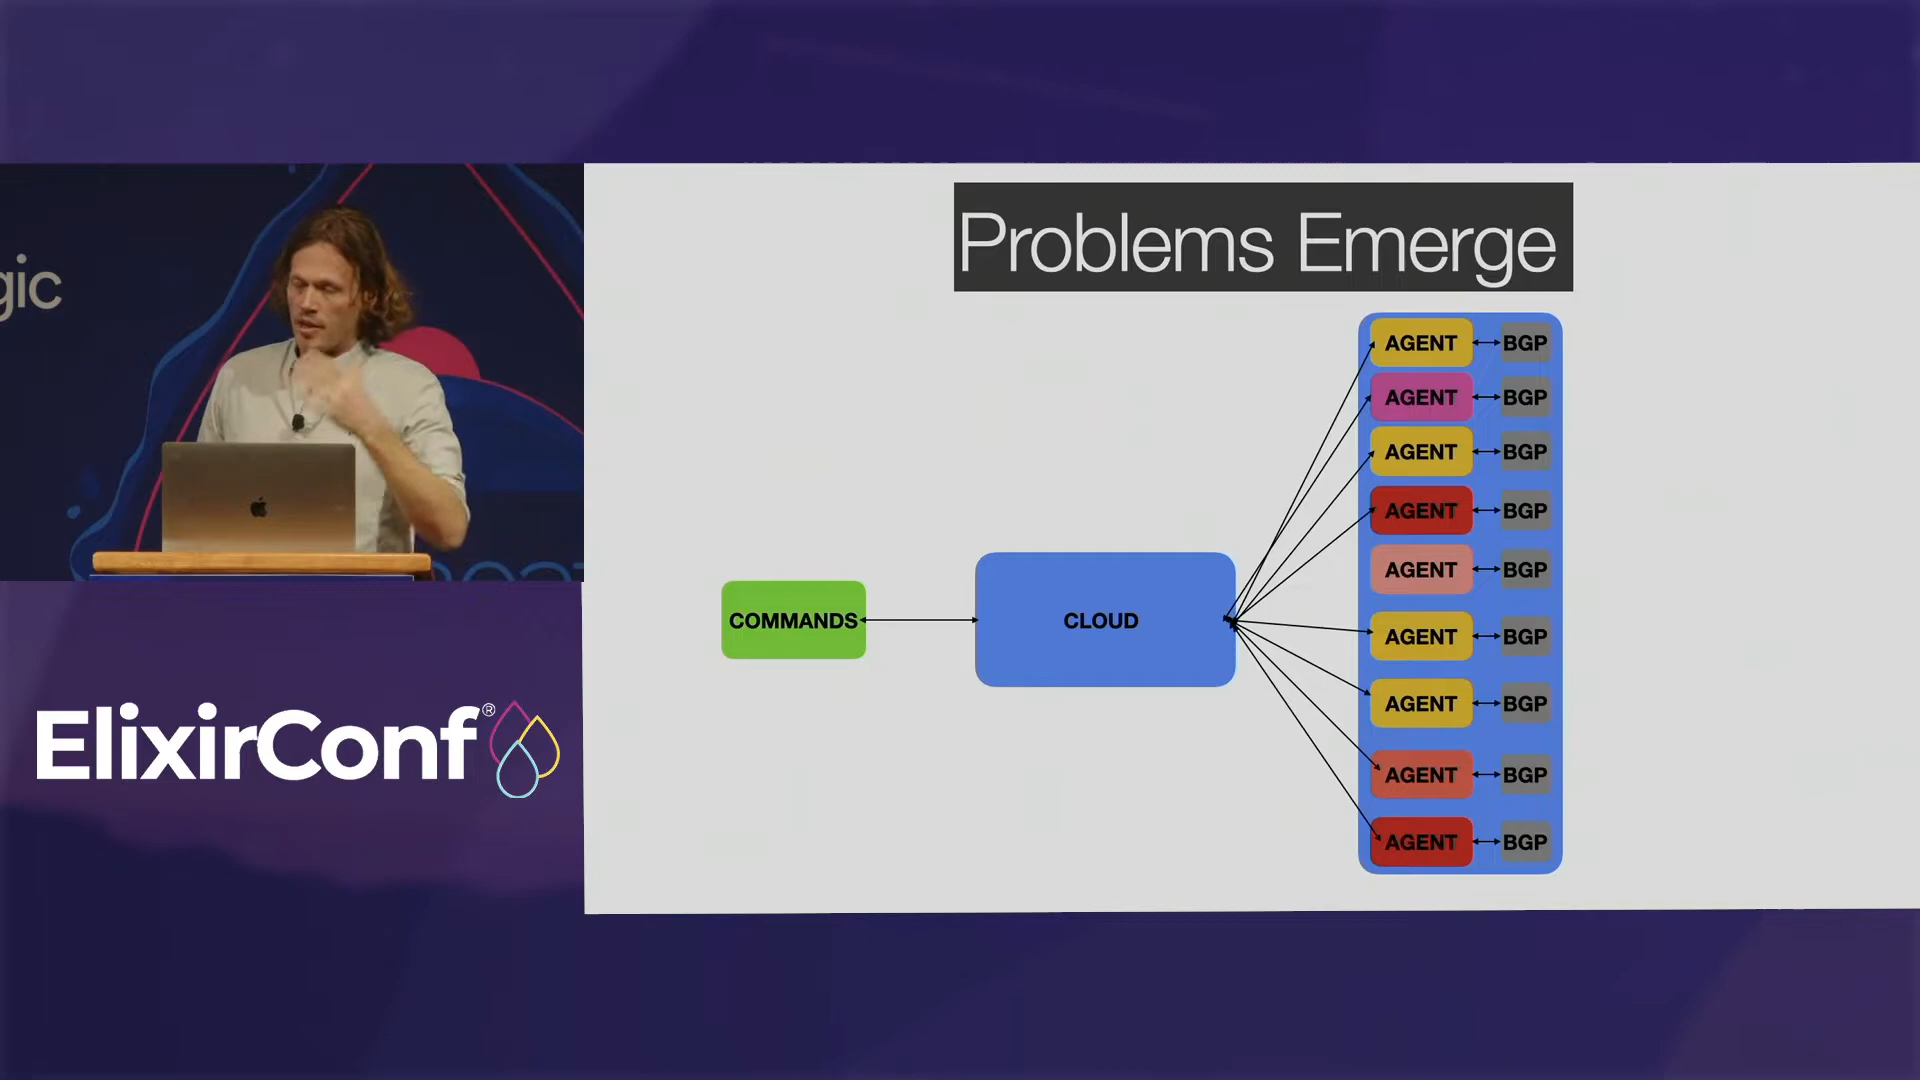 Problems Emerge
gic
COMMANDS
CLOUD
AGENT BGP
AGENT BGP
AGENT BGP
AGENT BGP
AGENT BGP
AGENT BGP
AGENT BGP
AGENT BGP
AGENT BGP
ElixirConf®